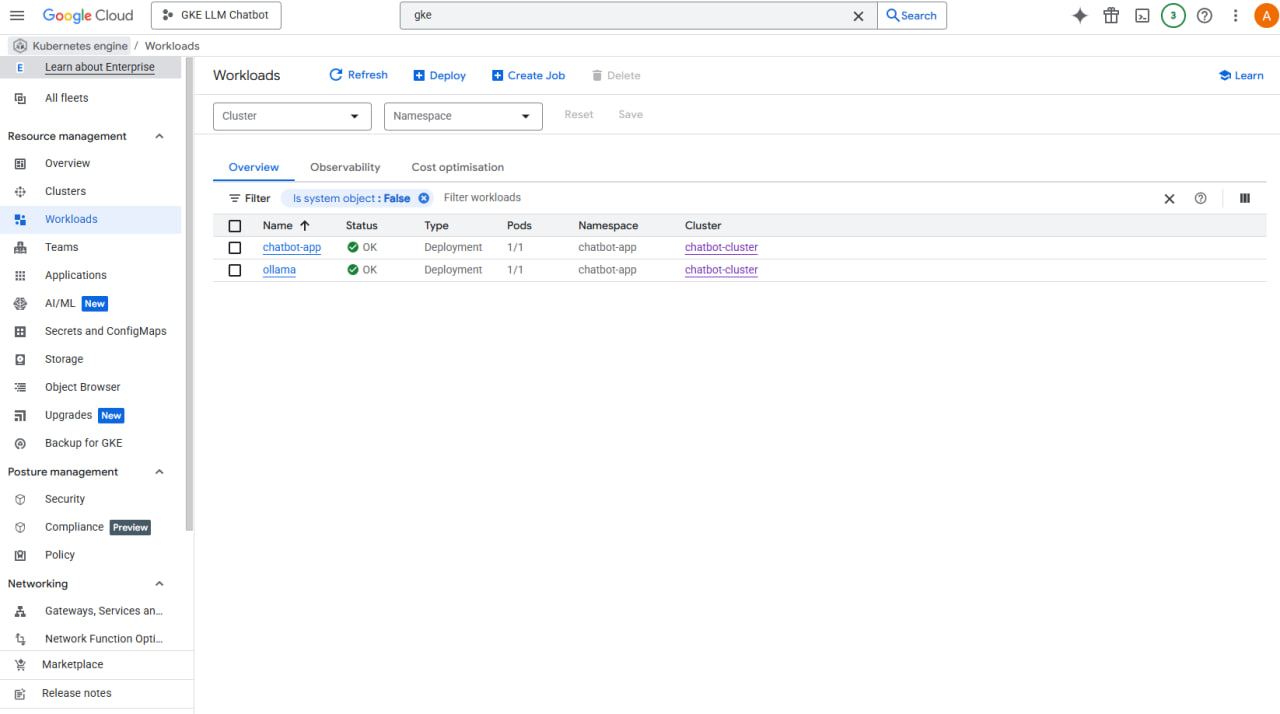 Google Cloud GKE LLM Chatbot gke Search 3 A
Kubernetes engine / Workloads
E Learn about Enterprise
All fleets
Resource management
Overview
Clusters
Workloads
Teams
Applications
AI/ML New
Secrets and ConfigMaps
Storage
Object Browser
Upgrades New
Backup for GKE
Posture management
Security
Compliance Preview
Policy
Networking
Gateways, Services an...
Network Function Opti...
Marketplace
Release notes
Workloads Refresh Deploy Create Job Delete Learn
Cluster Namespace Reset Save
Overview Observability Cost optimisation
Filter Is system object : False Filter workloads
Name Status Type Pods Namespace Cluster
chatbot-app OK Deployment 1/1 chatbot-app chatbot-cluster
ollama OK Deployment 1/1 chatbot-app chatbot-cluster